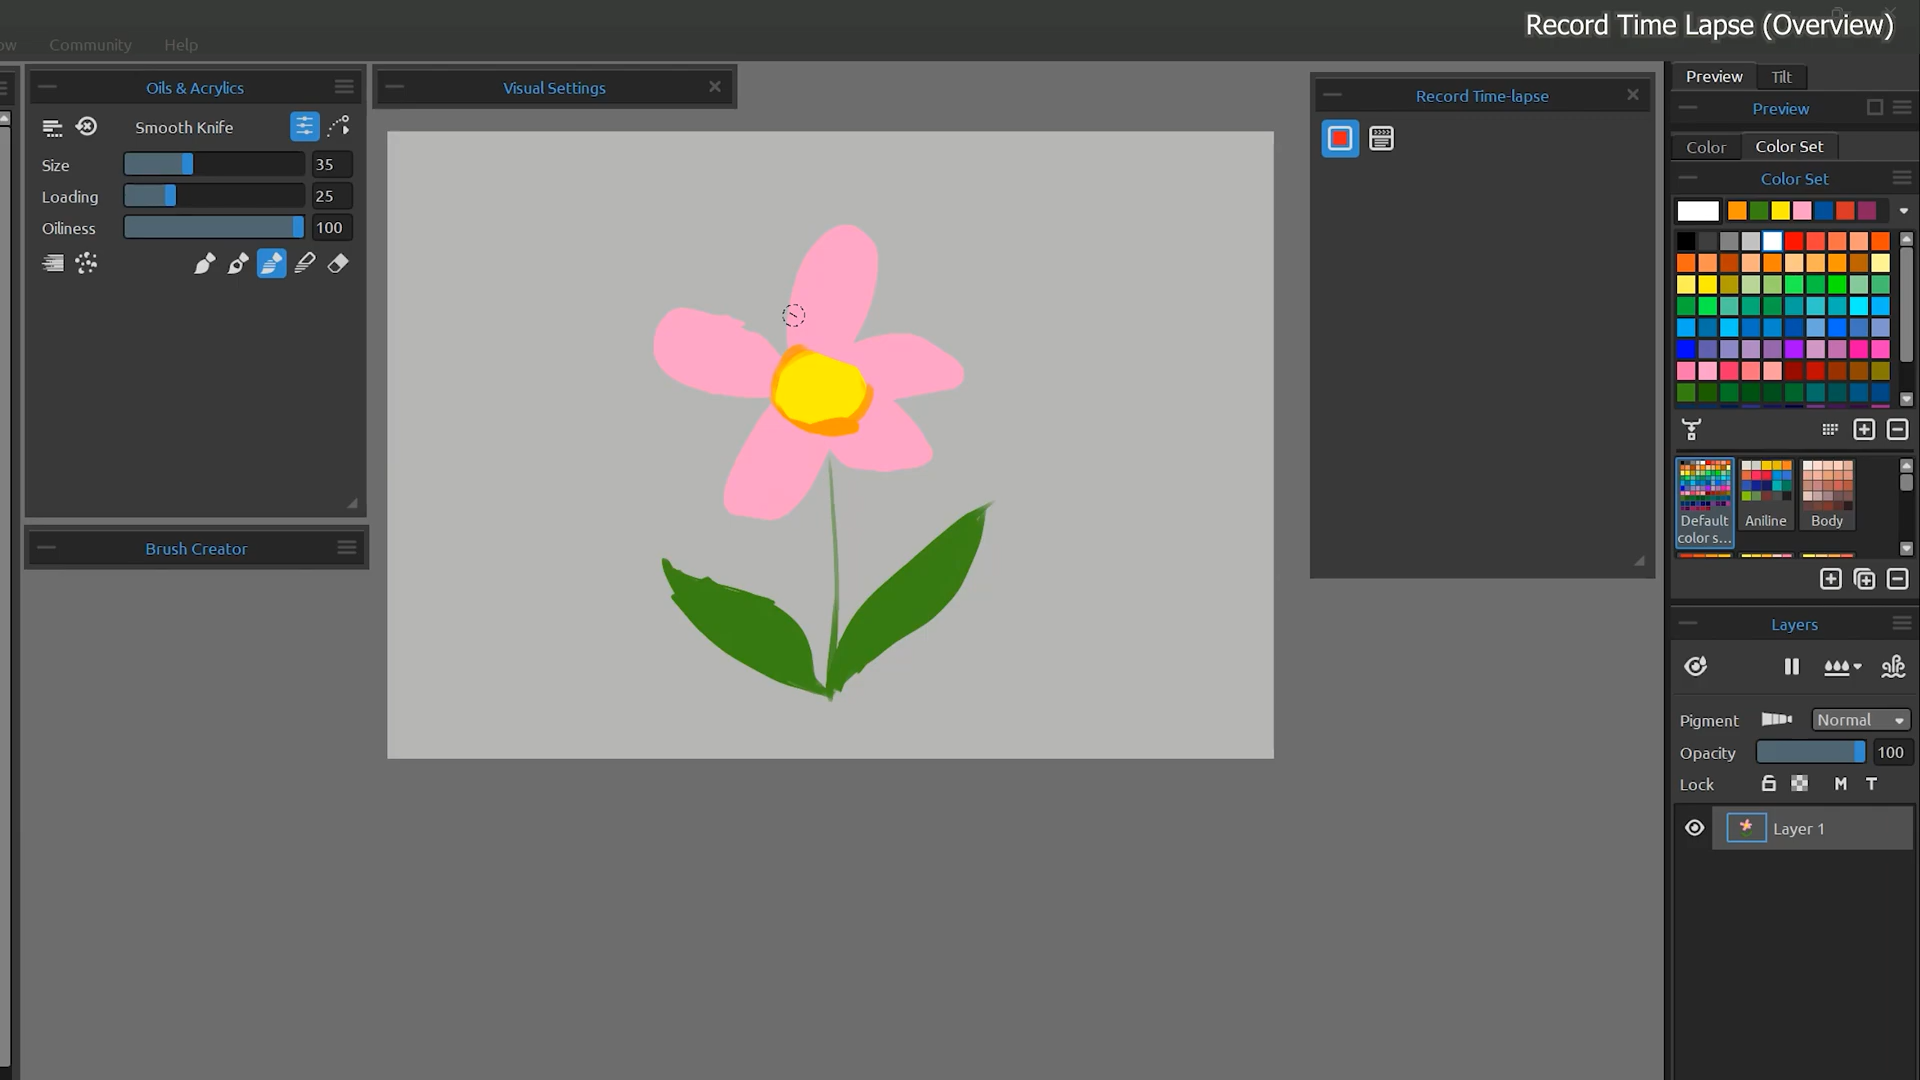 Record Time Lapse (Overview)
ow Community Help
Oils & Acrylics
Smooth Knife
Size 35
Loading 25
Oiliness 100
Brush Creator
Visual Settings
Record Time-lapse
Preview Tilt
Preview
Color Color Set
Color Set
Default
color s...
Aniline
Body
Layers
Pigment Normal
Opacity 100
Lock M T
Layer 1